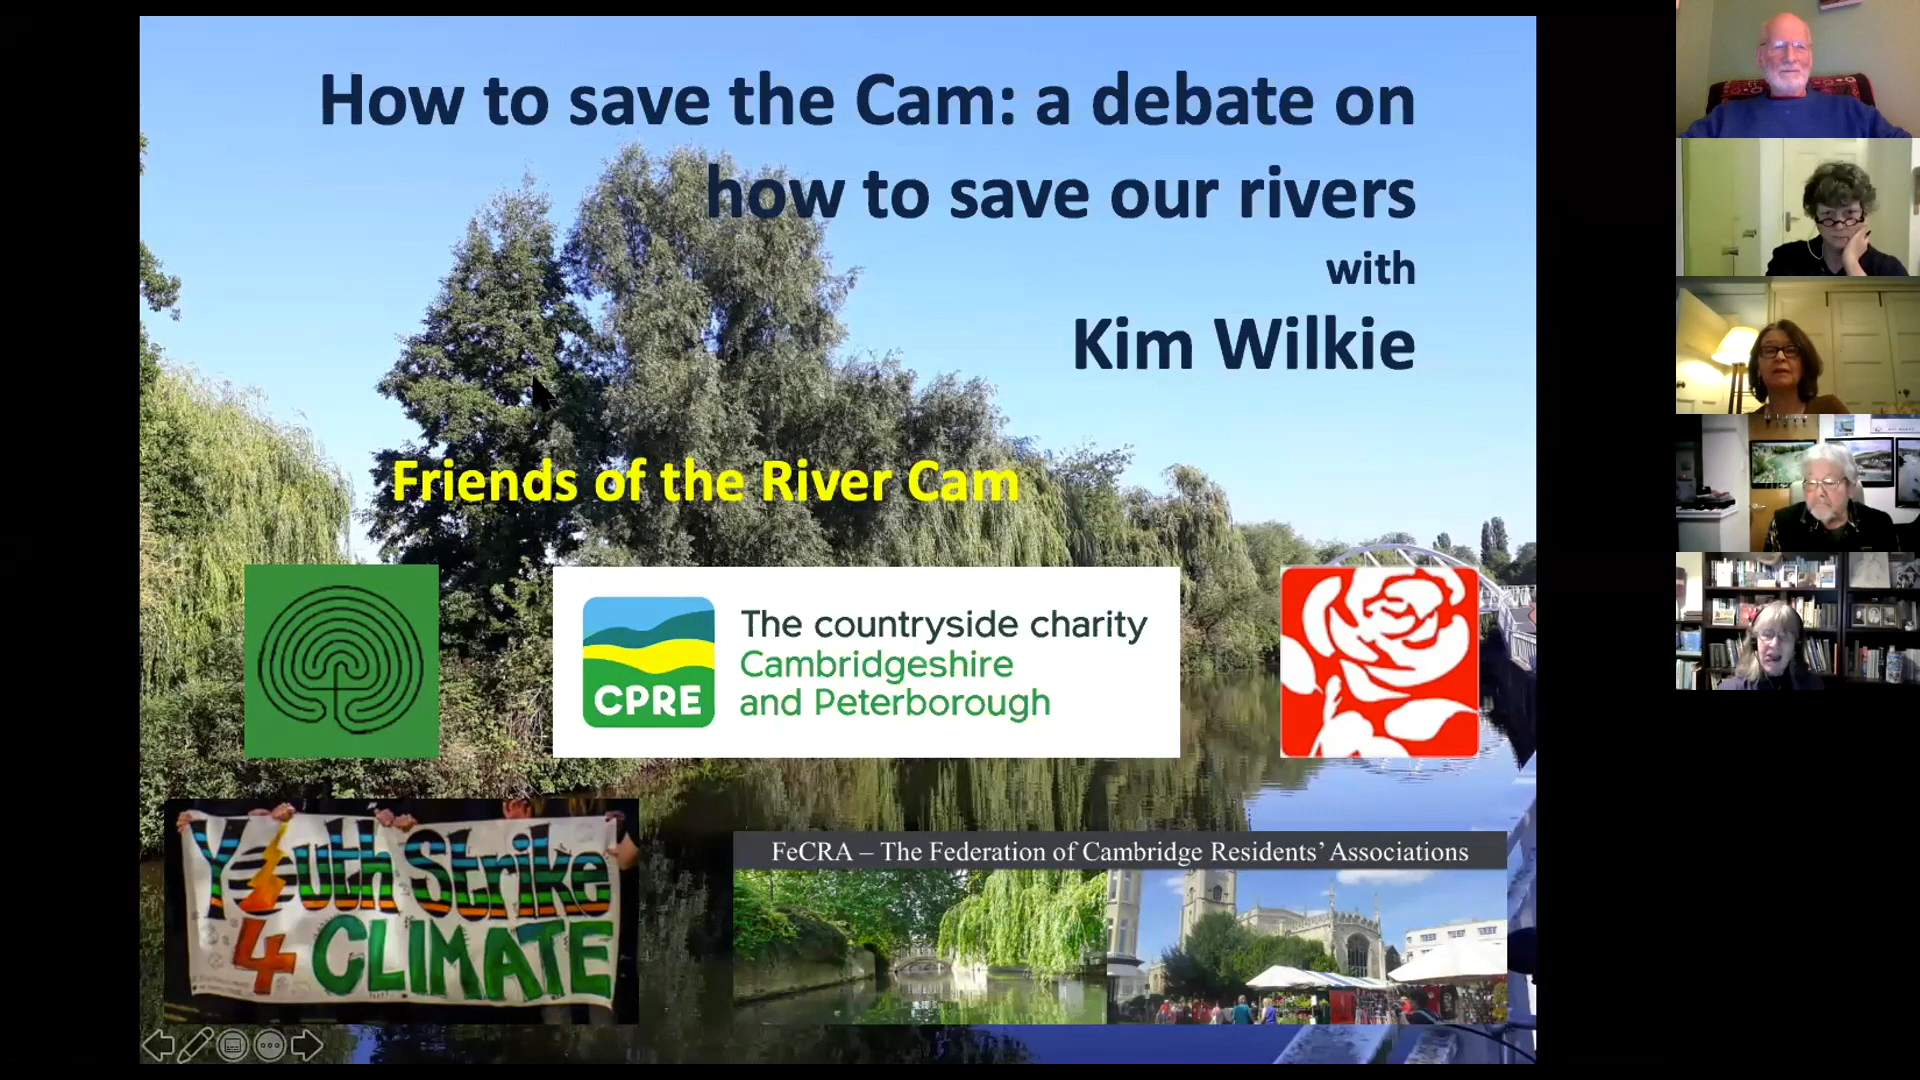 How to save the Cam: a debate on
how to save our rivers
with
Kim Wilkie
Friends of the River Cam
CPRE
The countryside charity
Cambridgeshire
and Peterborough
Youth Strike
4 CLIMATE
FeCRA – The Federation of Cambridge Residents’ Associations